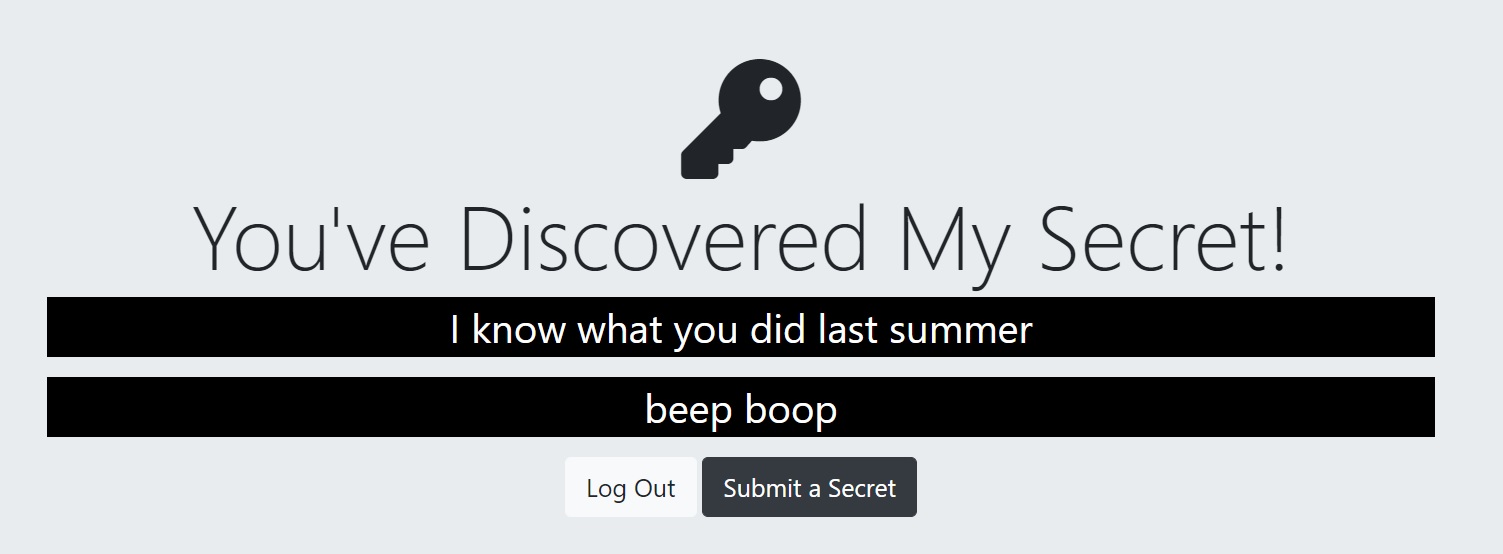 You've Discovered My Secret!
I know what you did last summer
beep boop
Log Out
Submit a Secret